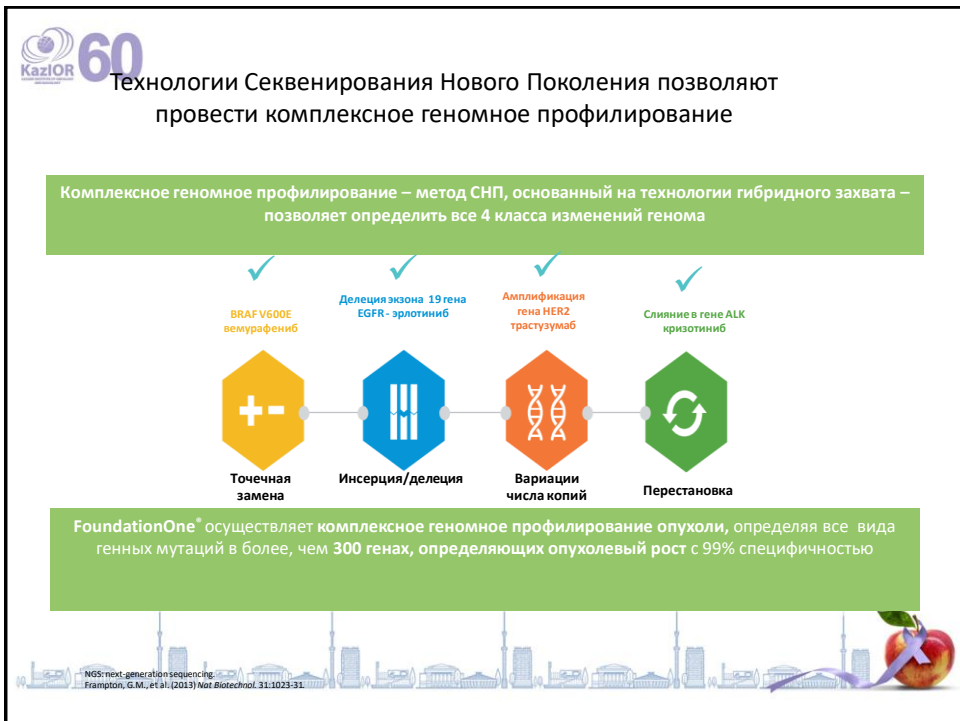 KazIOR 60
Технологии Секвенирования Нового Поколения позволяют
провести комплексное геномное профилирование
Комплексное геномное профилирование – метод СНП, основанный на технологии гибридного захвата –
позволяет определить все 4 класса изменений генома
BRAF V600E
вемурафениб
Делеция экзона 19 гена
EGFR - эрлотиниб
Амплификация
гена HER2
трастузумаб
Слияние в гене ALK
кризотиниб
Точечная
замена
Инсерция/делеция
Вариации
числа копий
Перестановка
FoundationOne® осуществляет комплексное геномное профилирование опухоли, определяя все вида
генных мутаций в более, чем 300 генах, определяющих опухолевый рост с 99% специфичностью
NGS: next-generation sequencing.
Frampton, G.M., et al. (2013) Nat Biotechnol. 31:1023-31.